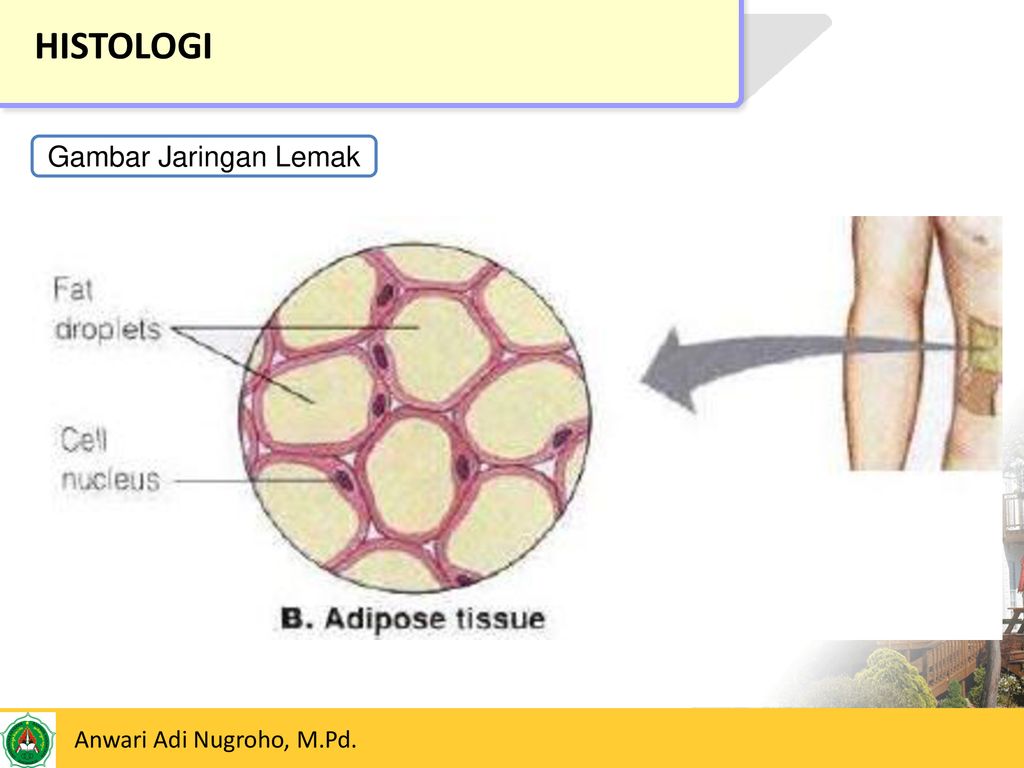 HISTOLOGI
Gambar Jaringan Lemak
Fat
droplets
Cell
nucleus
B. Adipose tissue
Anwari Adi Nugroho, M.Pd.